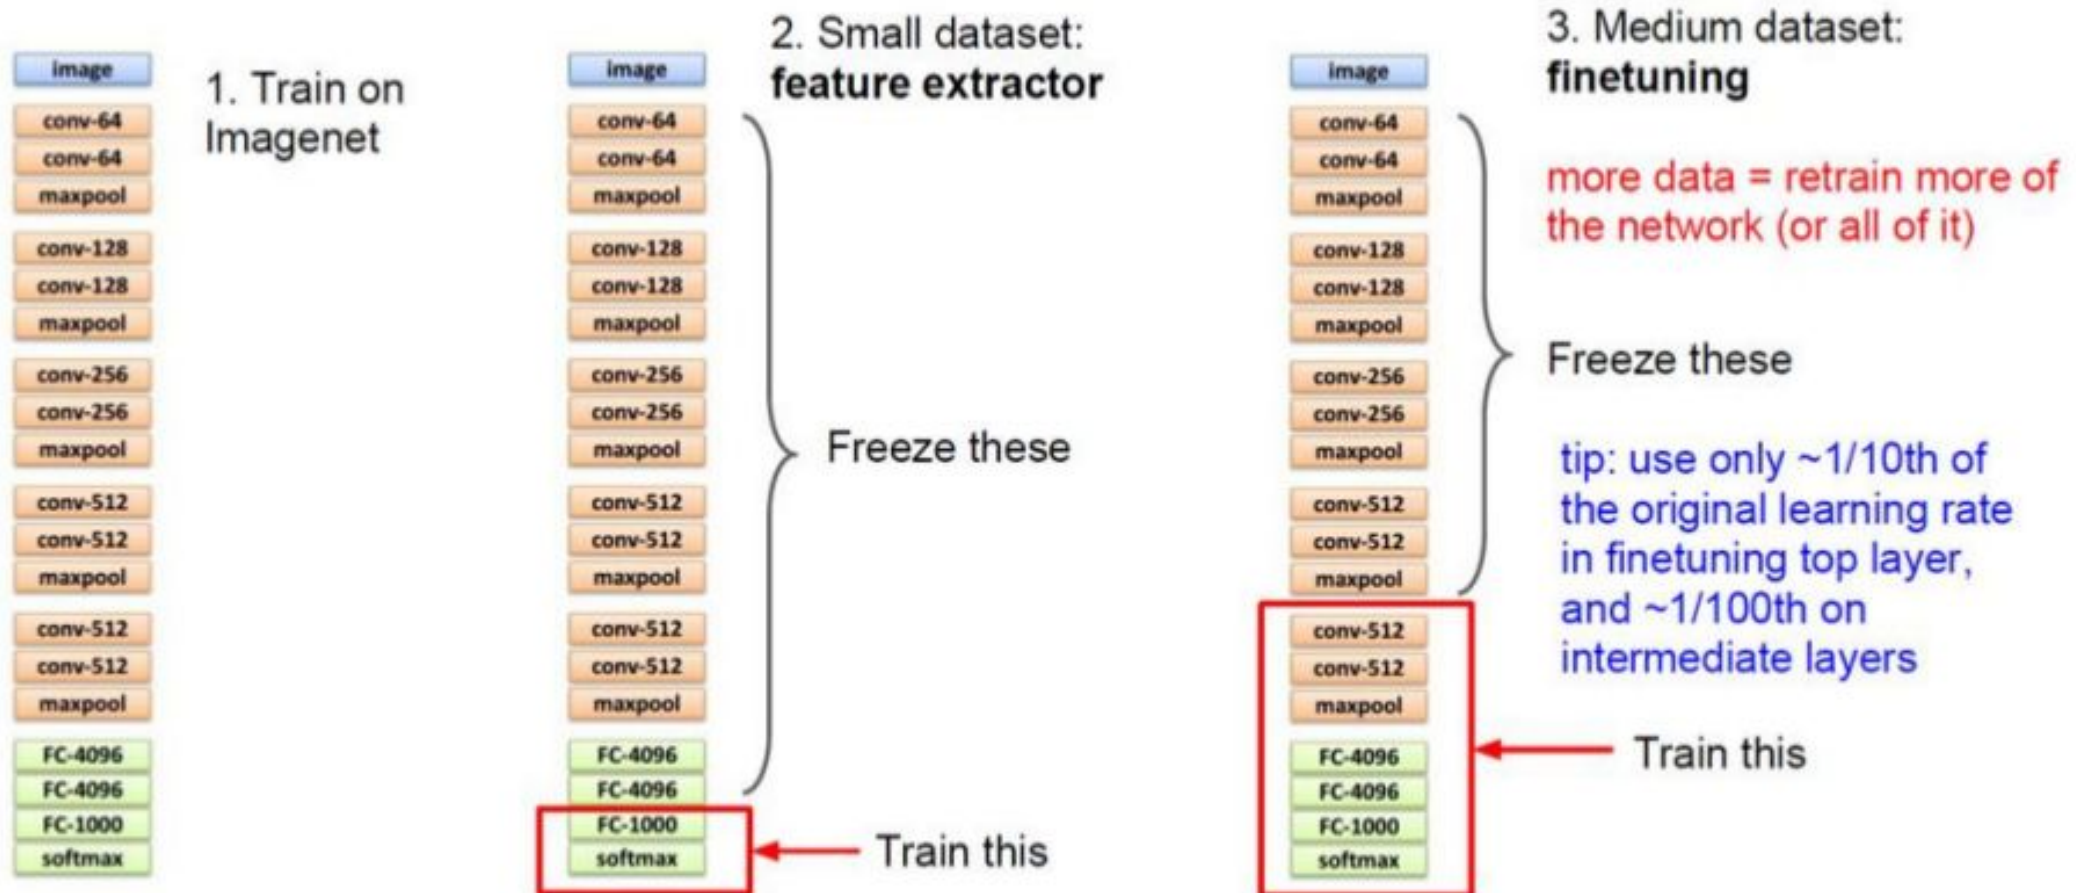 image
conv-64
conv-64
maxpool
conv-128
conv-128
maxpool
conv-256
conv-256
maxpool
conv-512
conv-512
maxpool
conv-512
conv-512
maxpool
FC-4096
FC-4096
FC-1000
softmax
1. Train on
Imagenet
image
conv-64
conv-64
maxpool
conv-128
conv-128
maxpool
conv-256
conv-256
maxpool
conv-512
conv-512
maxpool
conv-512
conv-512
maxpool
FC-4096
FC-4096
FC-1000
softmax
2. Small dataset:
feature extractor
Freeze these
Train this
image
conv-64
conv-64
maxpool
conv-128
conv-128
maxpool
conv-256
conv-256
maxpool
conv-512
conv-512
maxpool
conv-512
conv-512
maxpool
FC-4096
FC-4096
FC-1000
softmax
3. Medium dataset:
finetuning
more data = retrain more of
the network (or all of it)
Freeze these
tip: use only ~1/10th of
the original learning rate
in finetuning top layer,
and ~1/100th on
intermediate layers
Train this